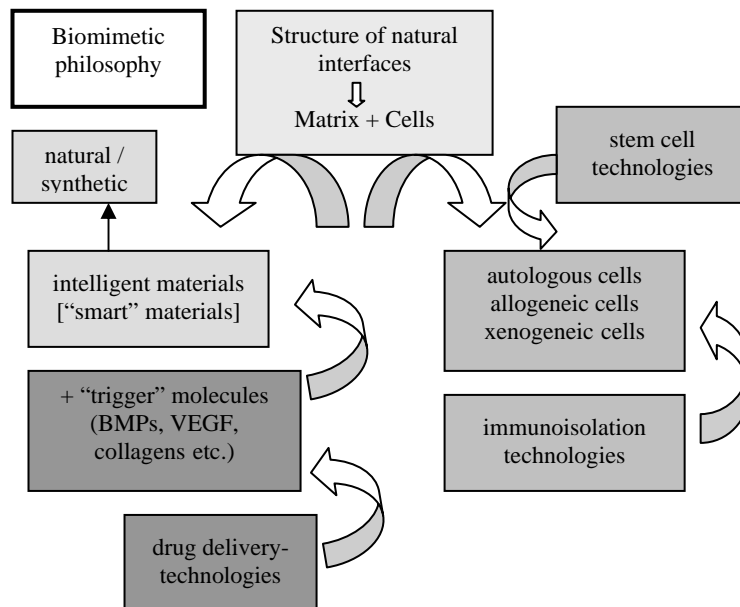 Biomimetic
philosophy
Structure of natural
interfaces
Matrix + Cells
natural /
synthetic
stem cell
technologies
intelligent materials
[“smart” materials]
autologous cells
allogeneic cells
xenogeneic cells
+ “trigger” molecules
(BMPs, VEGF,
collagens etc.)
immunoisolation
technologies
drug delivery-
technologies